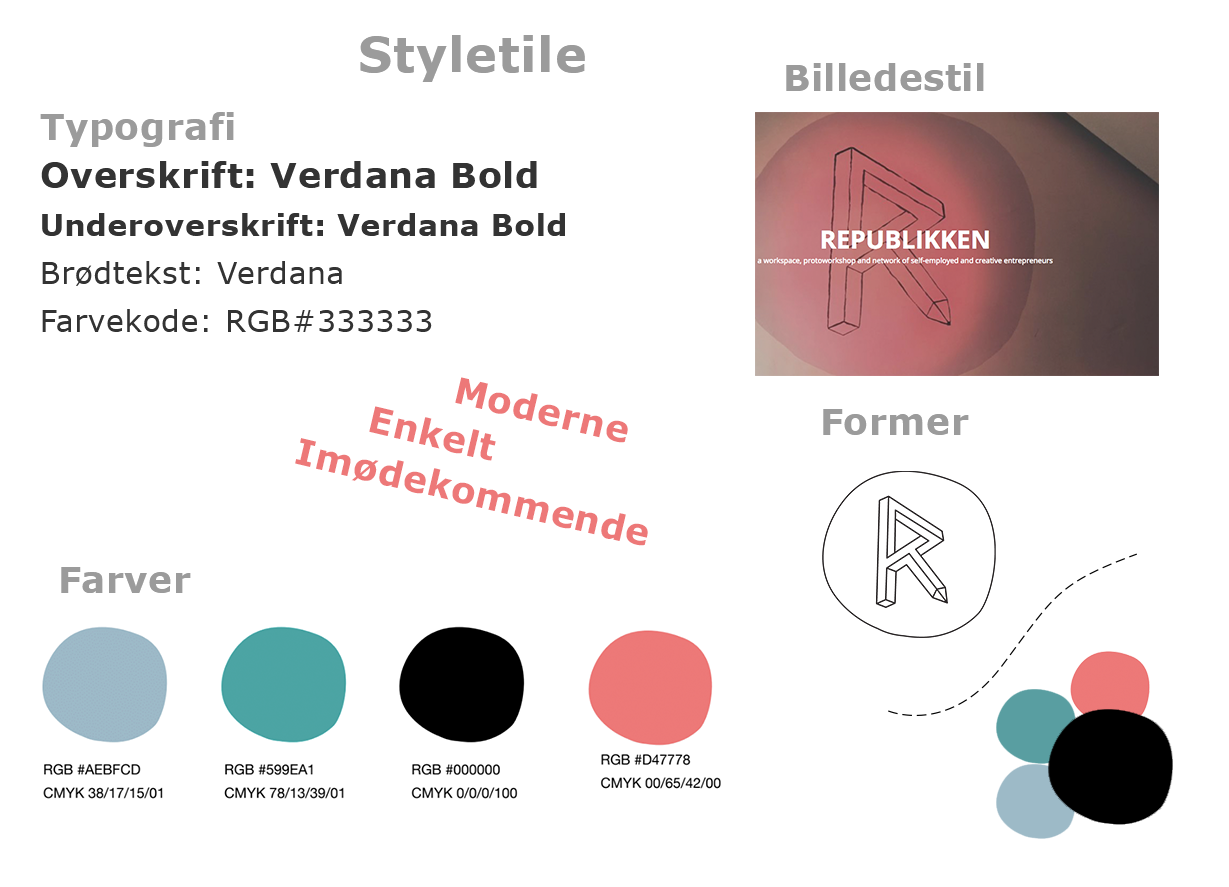 Styletile
Typografi
Overskrift: Verdana Bold
Underoverskrift: Verdana Bold
Brødtekst: Verdana
Farvekode: RGB#333333
Billedestil
REPUBLIKKEN
a workspace, protoworkshop and network of self-employed and creative entrepreneurs
Moderne
Enkelt
Imødekommende
Former
Farver
RGB #AEBFCD
CMYK 38/17/15/01
RGB #599EA1
CMYK 78/13/39/01
RGB #000000
CMYK 0/0/0/100
RGB #D47778
CMYK 00/65/42/00